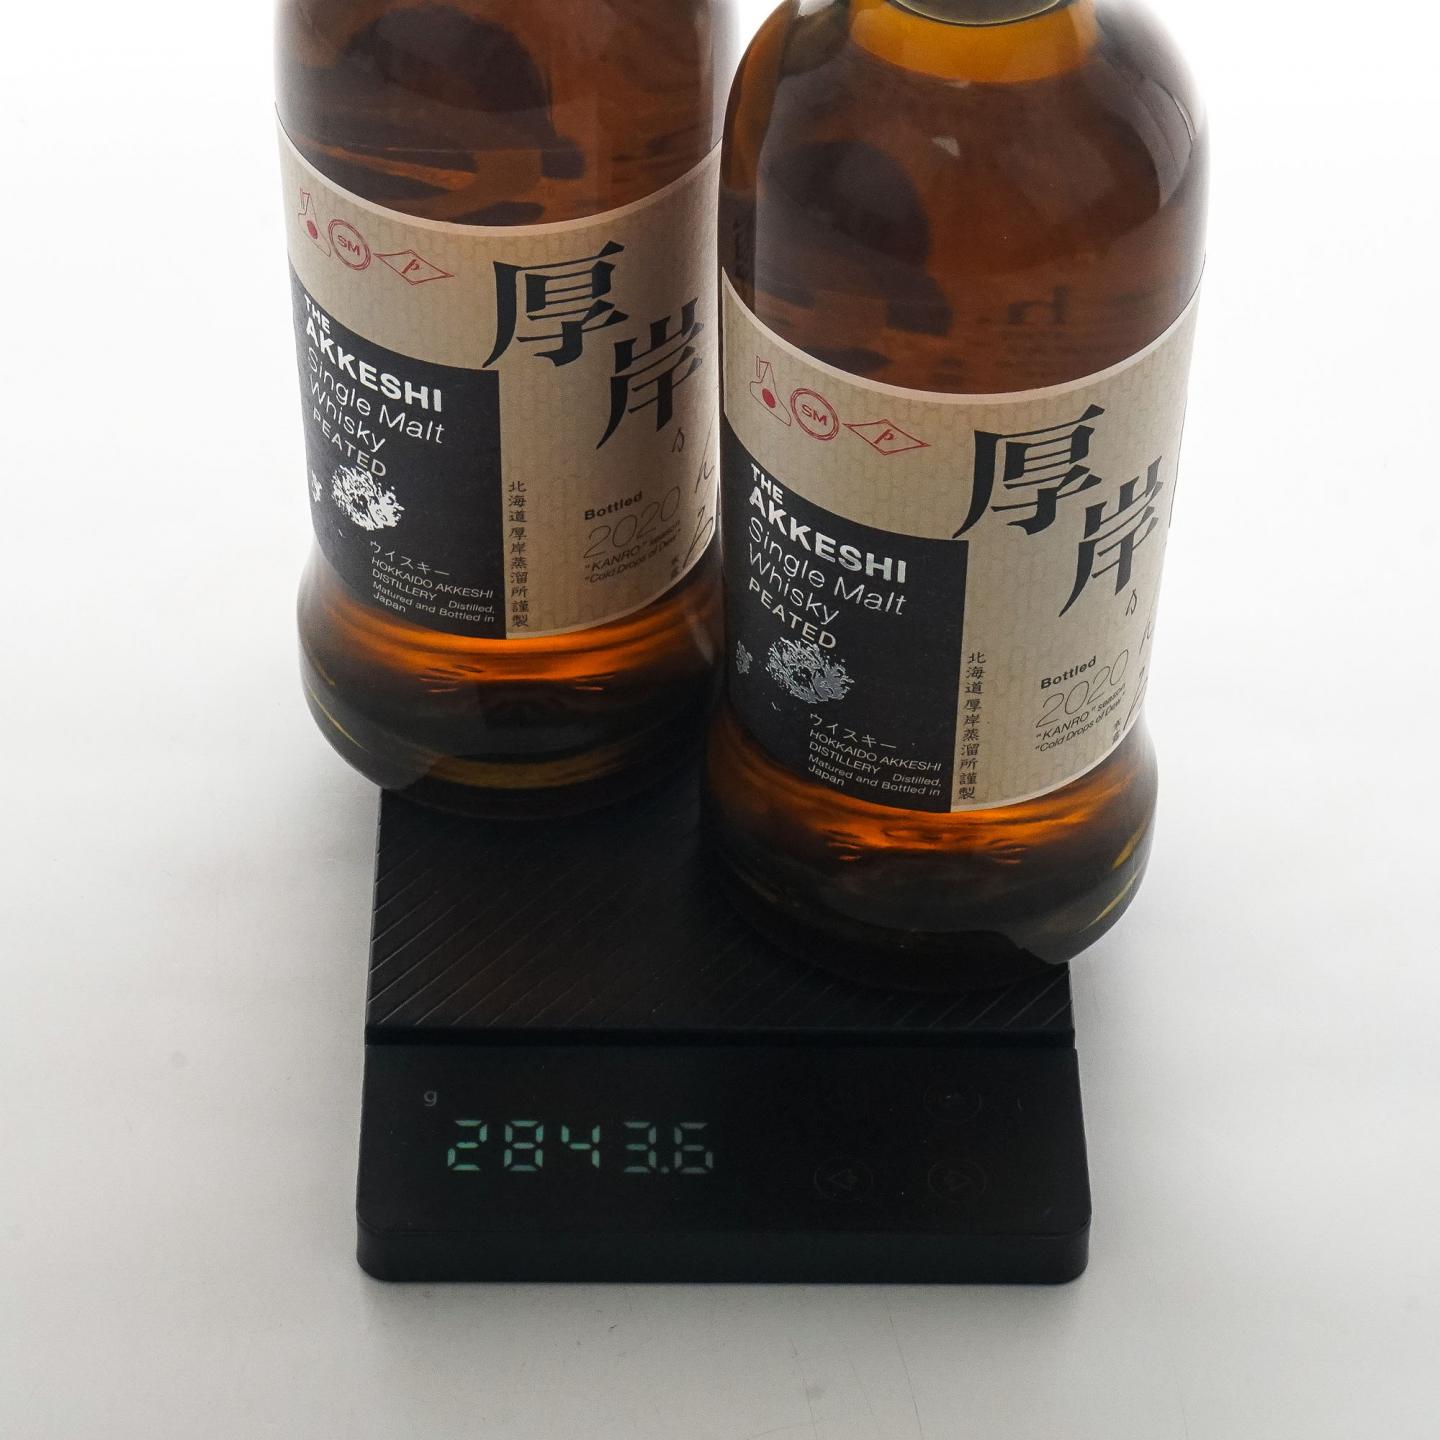 SM
p
厚岸
THE
AKKESHI
Single Malt
Whisky
PEATED
ウイスキー
HOKKAIDO AKKESHI
DISTILLERY Distilled,
Matured and Bottled in
Japan
北海道 厚岸蒸溜所謹製
Bottled
2020
"KANRO" season
"Cold Drops of Dew"
SM
p
厚岸
THE
AKKESHI
Single Malt
Whisky
PEATED
ウイスキー
HOKKAIDO AKKESHI
DISTILLERY Distilled,
Matured and Bottled in
Japan
北海道 厚岸蒸溜所謹製
Bottled
2020
"KANRO" season
"Cold Drops of Dew"
g
2843.6